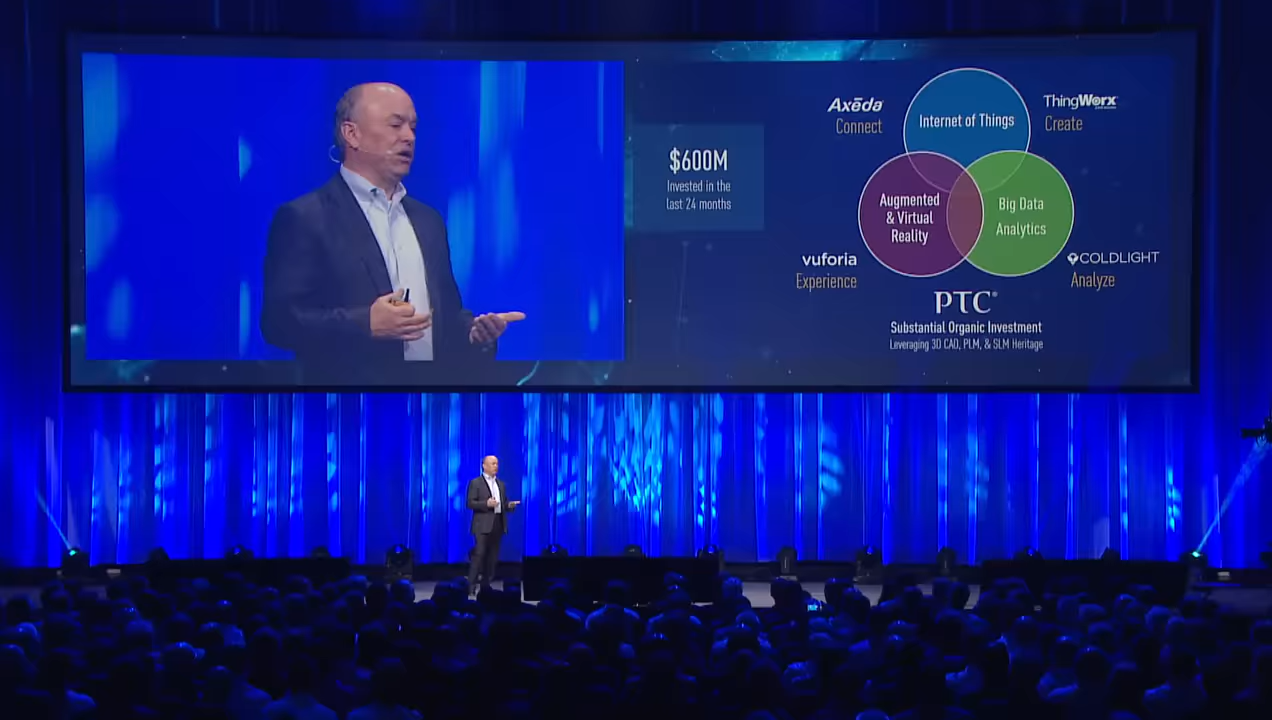 $600M
Invested in the
last 24 months
Axēda
Connect
Internet of Things
ThingWorx
Create
Augmented
& Virtual
Reality
Big Data
Analytics
vuforia
Experience
COLDLIGHT
Analyze
PTC®
Substantial Organic Investment
Leveraging 3D CAD, PLM, & SLM Heritage